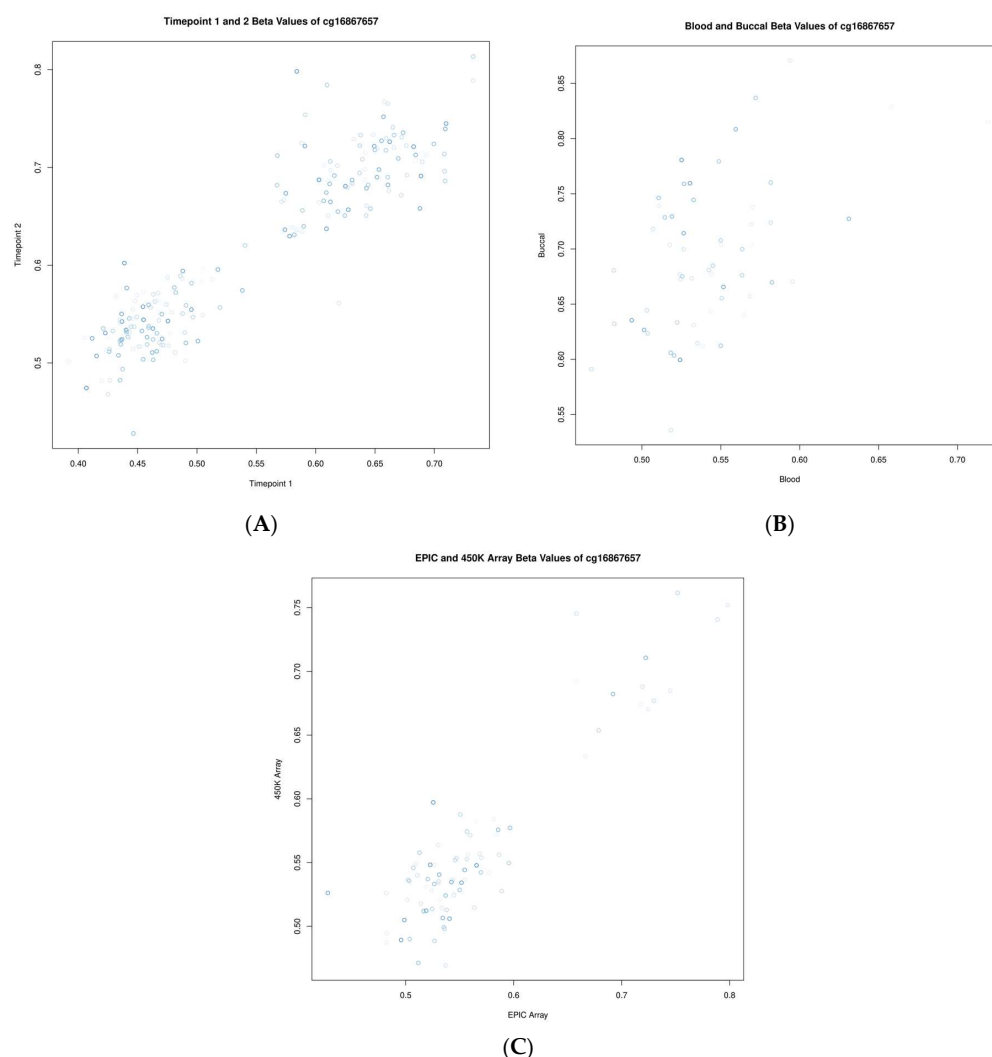 Timepoint 1 and 2 Beta Values of cg16867657
Timepoint 2
0.8
0.7
0.6
0.5
0.40 0.45 0.50 0.55 0.60 0.65 0.70
Timepoint 1
(A)
Blood and Buccal Beta Values of cg16867657
Buccal
0.85
0.80
0.75
0.70
0.65
0.60
0.55
0.50 0.55 0.60 0.65 0.70
Blood
(B)
EPIC and 450K Array Beta Values of cg16867657
450K Array
0.75
0.70
0.65
0.60
0.55
0.50
0.5 0.6 0.7 0.8
EPIC Array
(C)